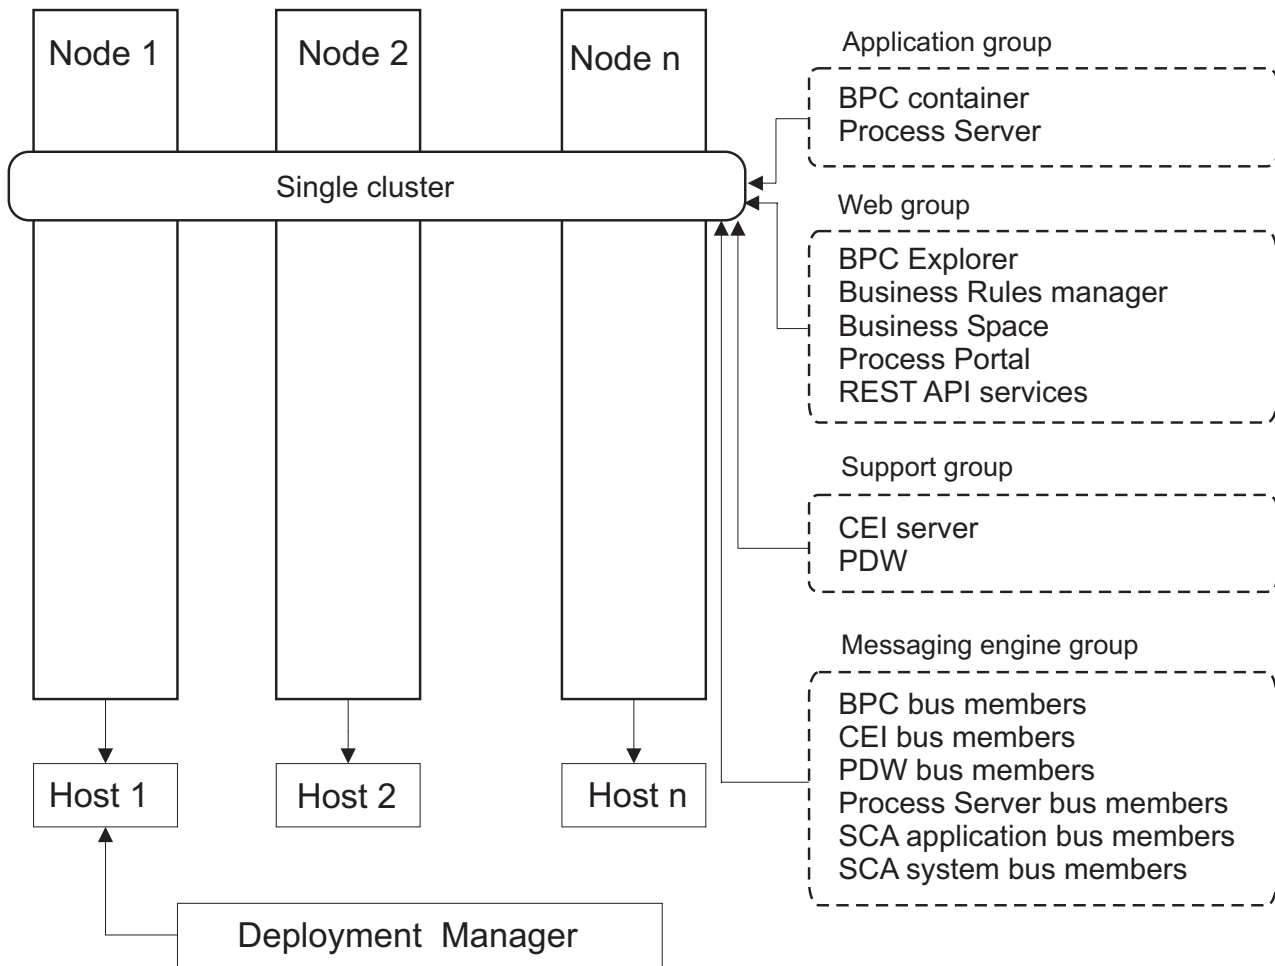 Node 1
Node 2
Node n
Single cluster
Application group
BPC container
Process Server
Web group
BPC Explorer
Business Rules manager
Business Space
Process Portal
REST API services
Support group
CEI server
PDW
Messaging engine group
BPC bus members
CEI bus members
PDW bus members
Process Server bus members
SCA application bus members
SCA system bus members
Host 1
Host 2
Host n
Deployment Manager